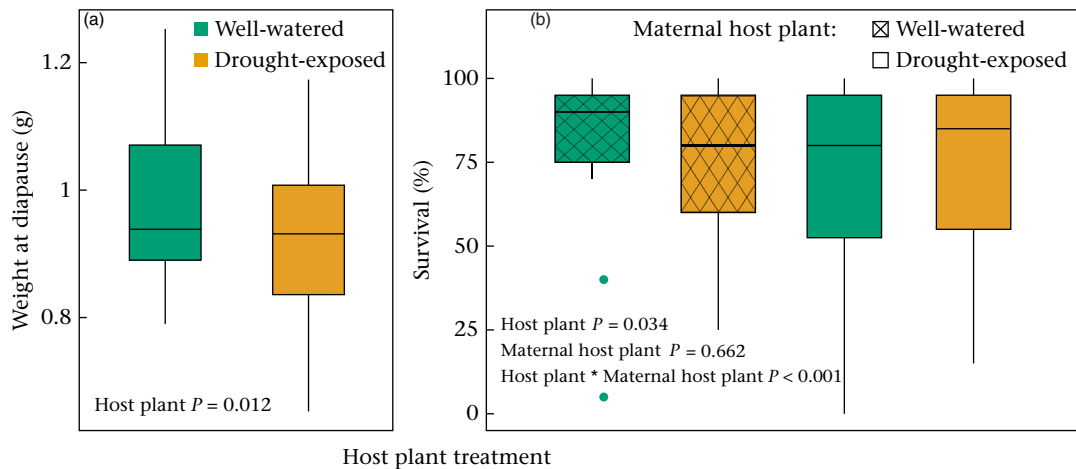 (a)
Well-watered
Drought-exposed
1.2
1
0.8
Weight at diapause (g)
Host plant P = 0.012
(b)
Maternal host plant:
Well-watered
Drought-exposed
100
75
50
25
0
Survival (%)
Host plant P = 0.034
Maternal host plant P = 0.662
Host plant * Maternal host plant P < 0.001
Host plant treatment